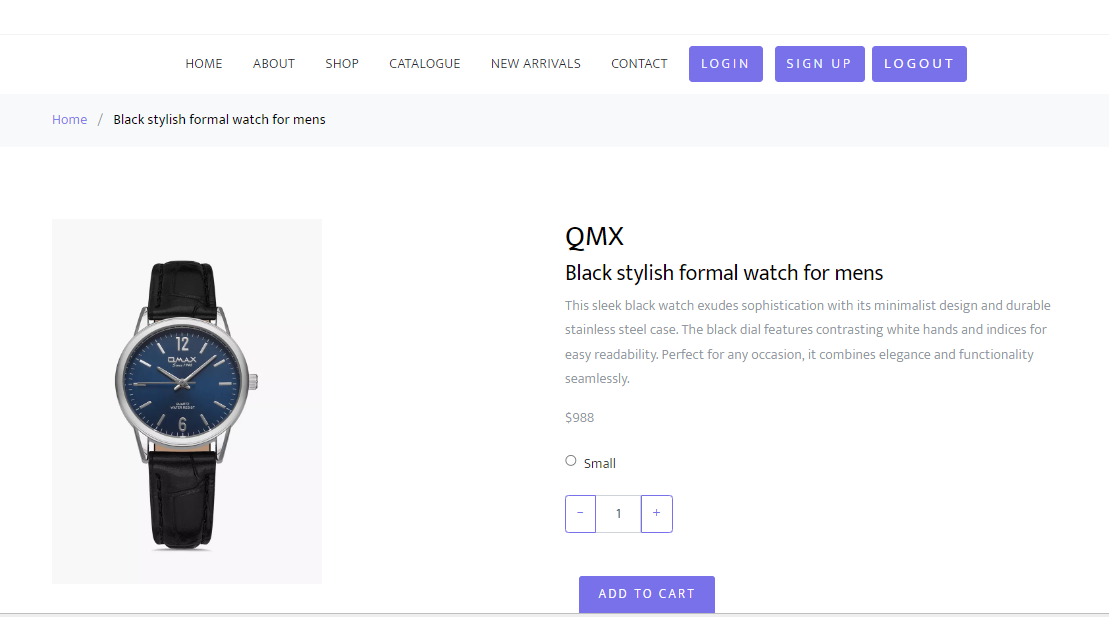 HOME ABOUT SHOP CATALOGUE NEW ARRIVALS CONTACT LOGIN SIGN UP LOGOUT
Home / Black stylish formal watch for mens
12
QMAX
Since 1946
QUARTZ
WATER RESIST
6
QMX
Black stylish formal watch for mens
This sleek black watch exudes sophistication with its minimalist design and durable
stainless steel case. The black dial features contrasting white hands and indices for
easy readability. Perfect for any occasion, it combines elegance and functionality
seamlessly.
$988
Small
− 1 +
ADD TO CART